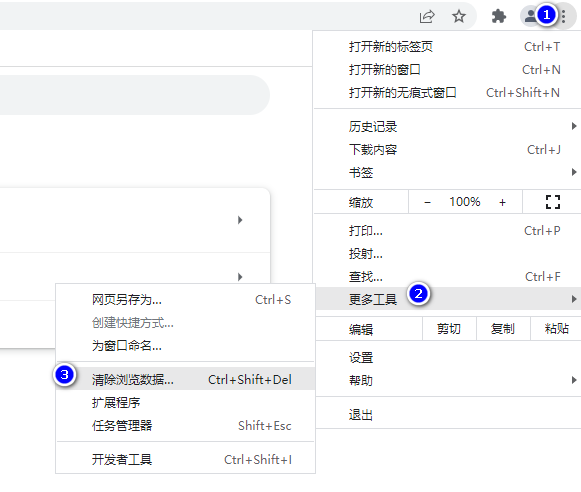 1
打开新的标签页 Ctrl+T
打开新的窗口 Ctrl+N
打开新的无痕式窗口 Ctrl+Shift+N
历史记录
下载内容 Ctrl+J
书签
缩放 − 100% +
打印... Ctrl+P
投射...
查找... Ctrl+F
更多工具 2
编辑 剪切 复制 粘贴
设置
帮助
退出
网页另存为... Ctrl+S
创建快捷方式...
为窗口命名...
3 清除浏览数据... Ctrl+Shift+Del
扩展程序
任务管理器 Shift+Esc
开发者工具 Ctrl+Shift+I